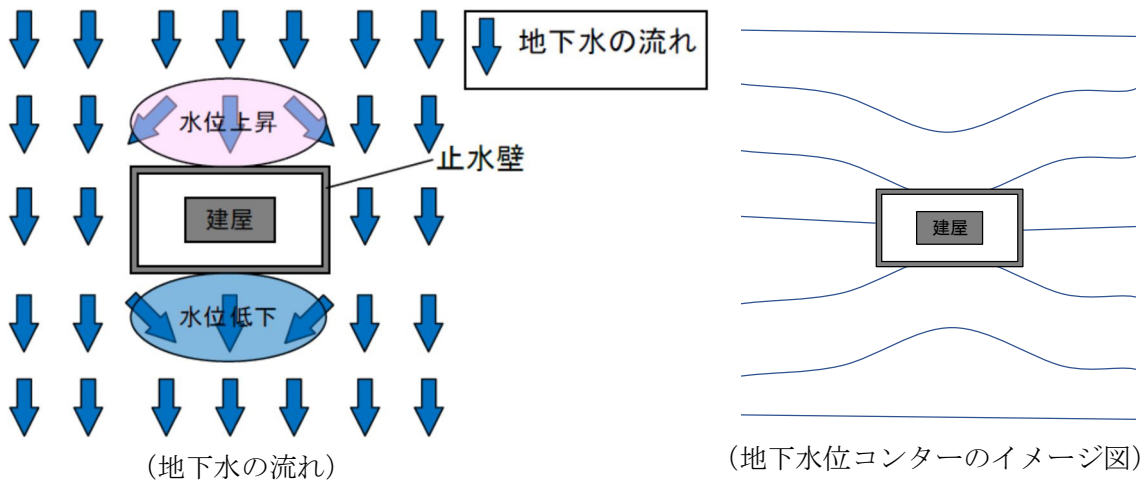 地下水の流れ
水位上昇
止水壁
建屋
水位低下
(地下水の流れ)
建屋
(地下水位コンターのイメージ図)